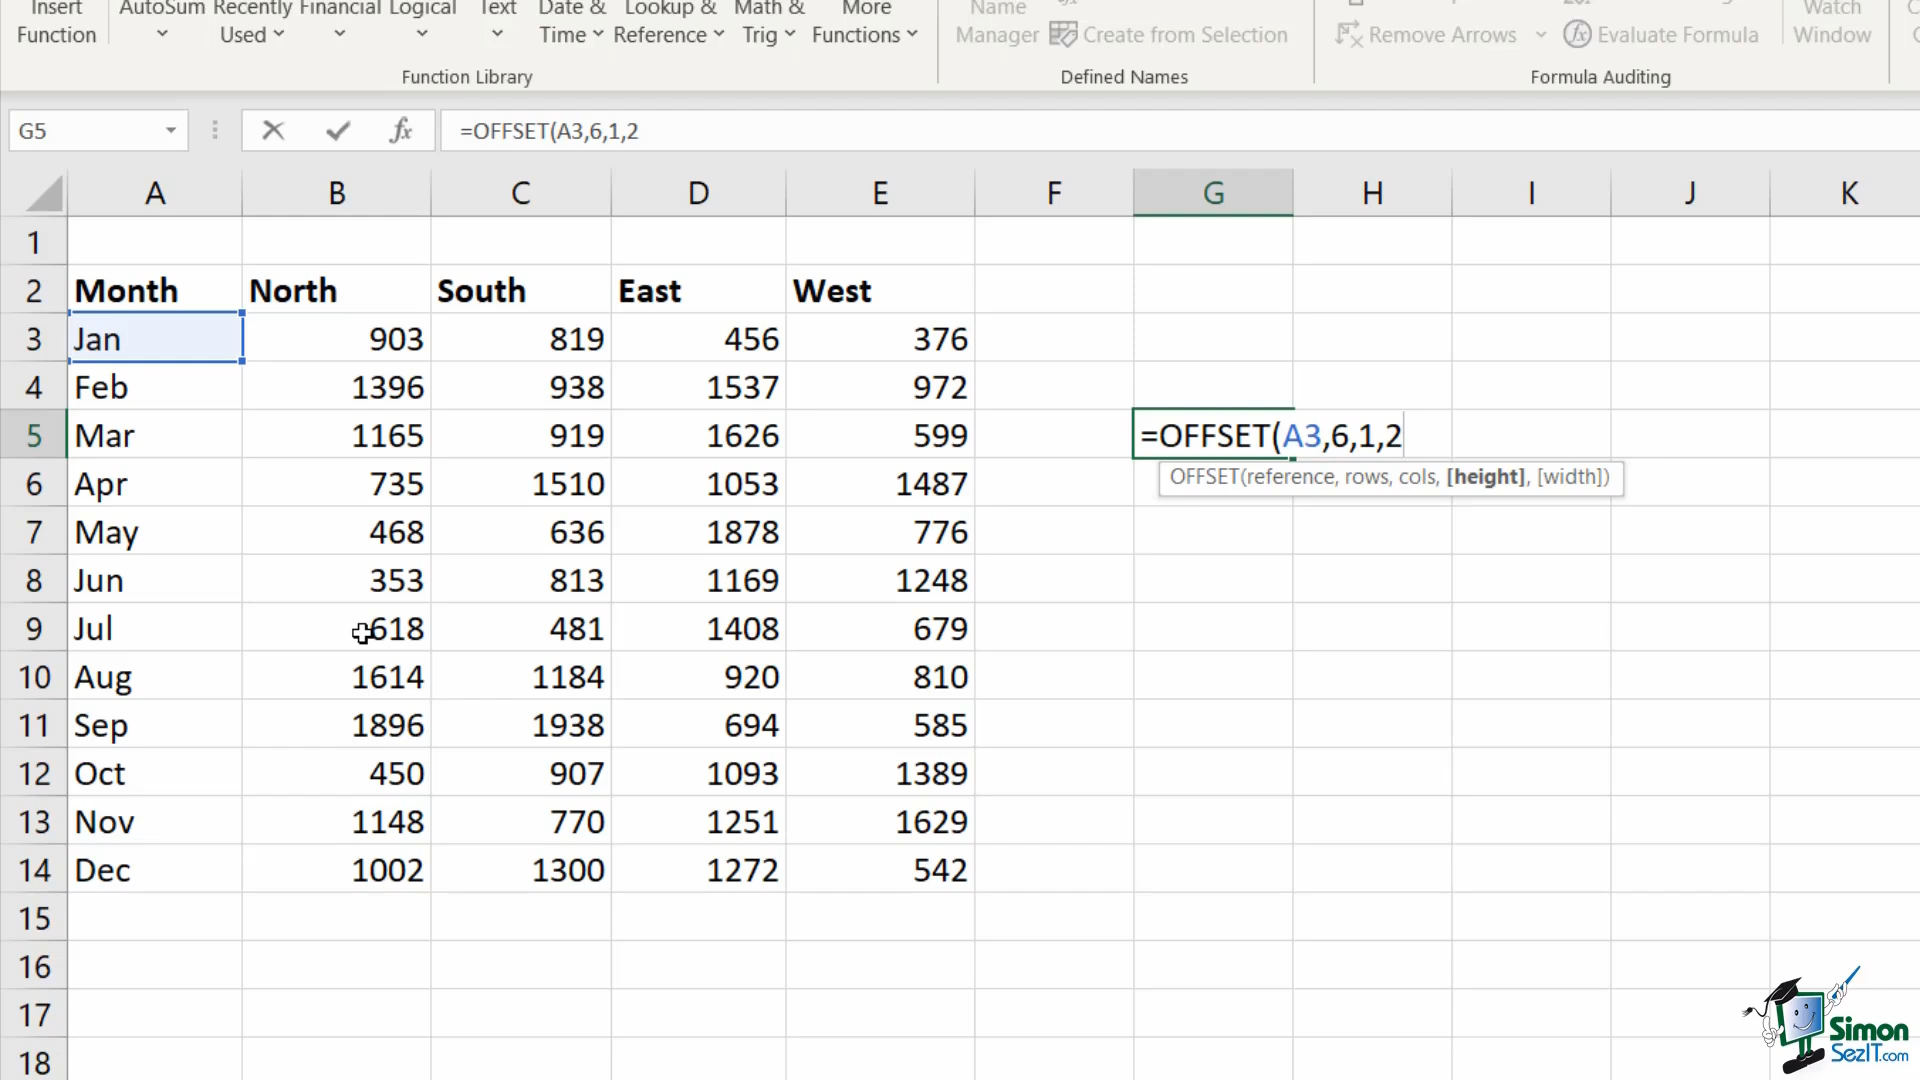 Insert AutoSum Recently Financial Logical Text Date & Lookup & Math & More Name Watch
Function Used Time Reference Trig Functions Manager Create from Selection Remove Arrows Evaluate Formula Window
Function Library Defined Names Formula Auditing
G5 fx =OFFSET(A3,6,1,2
A B C D E F G H I J K
1
2 Month North South East West
3 Jan 903 819 456 376
4 Feb 1396 938 1537 972
5 Mar 1165 919 1626 599 =OFFSET(A3,6,1,2
OFFSET(reference, rows, cols, [height], [width])
6 Apr 735 1510 1053 1487
7 May 468 636 1878 776
8 Jun 353 813 1169 1248
9 Jul 618 481 1408 679
10 Aug 1614 1184 920 810
11 Sep 1896 1938 694 585
12 Oct 450 907 1093 1389
13 Nov 1148 770 1251 1629
14 Dec 1002 1300 1272 542
15
16
17
18
Simon
SezIT.com